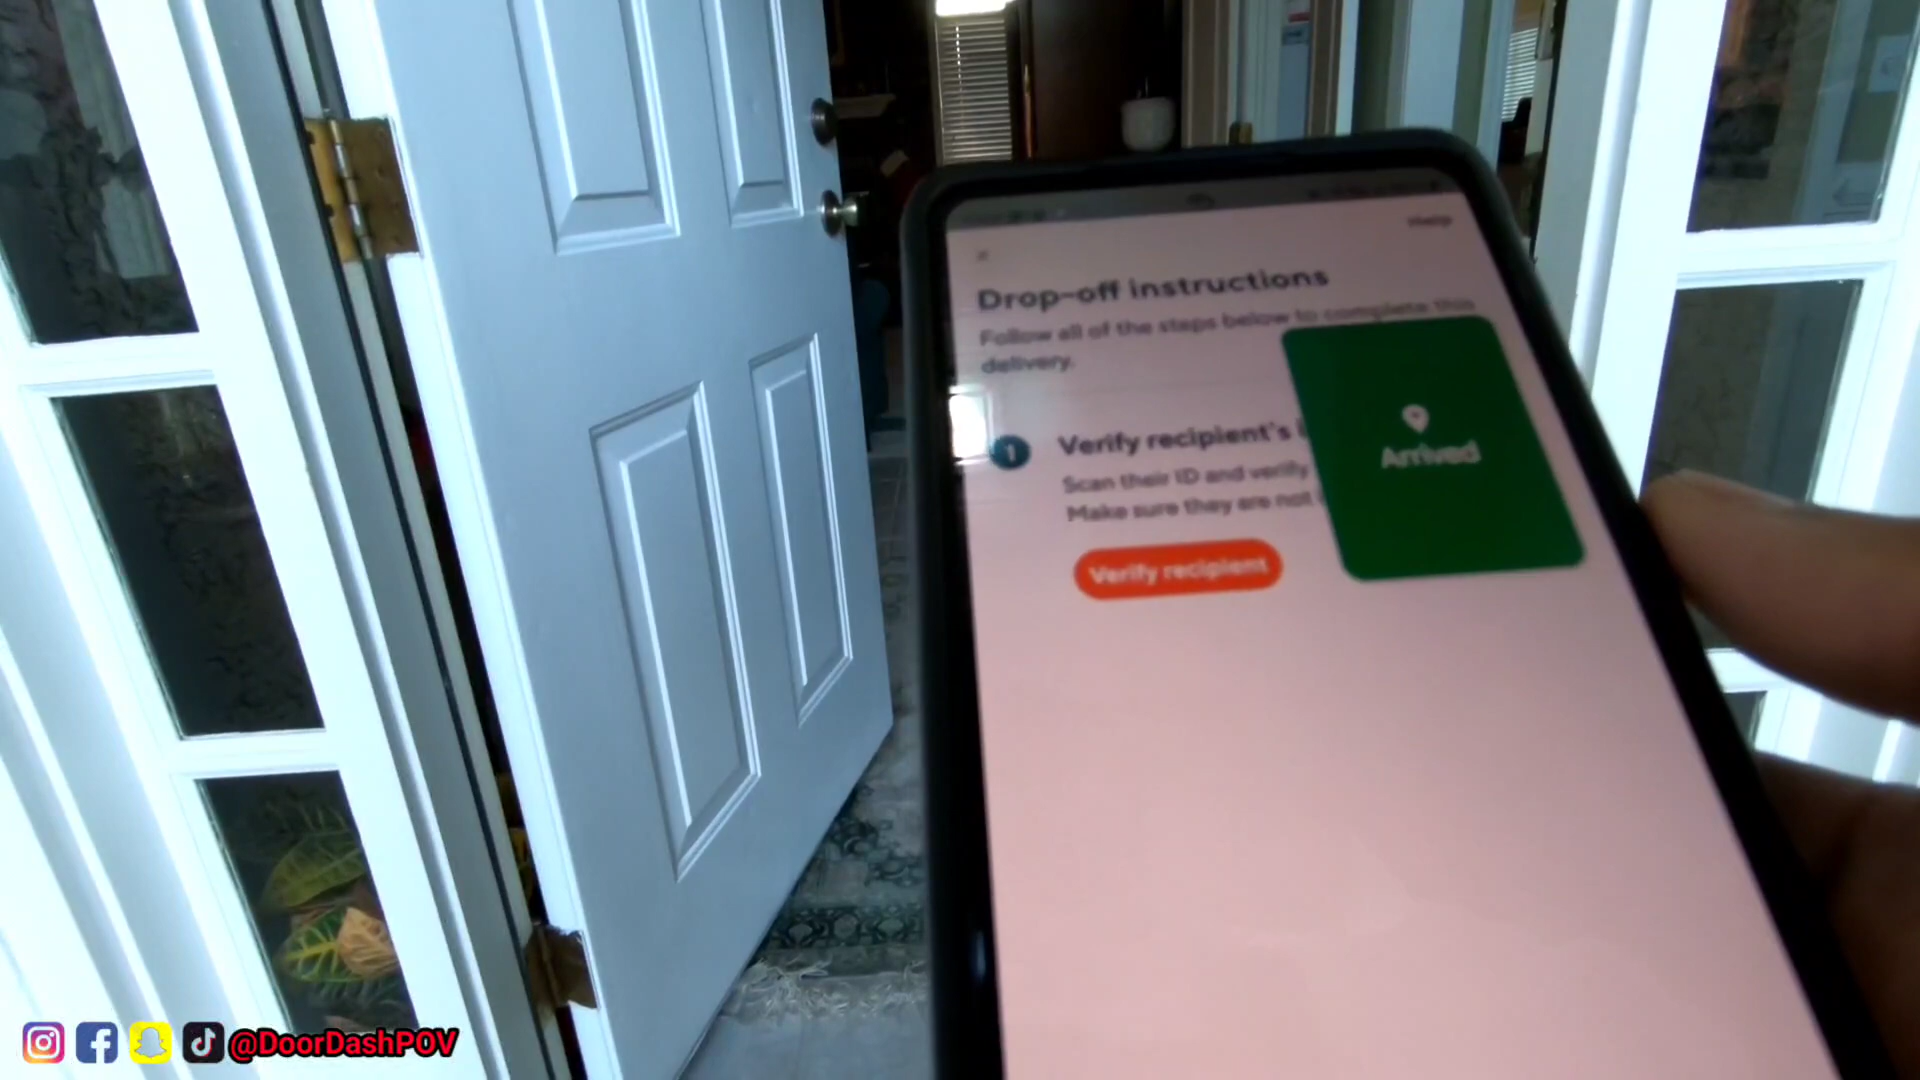 Help
Drop-off instructions
Follow all of the steps below to complete this
delivery.
1
Verify recipient's
Scan their ID and verify
Make sure they are not
Verify recipient
Arrived
@DoorDashPOV